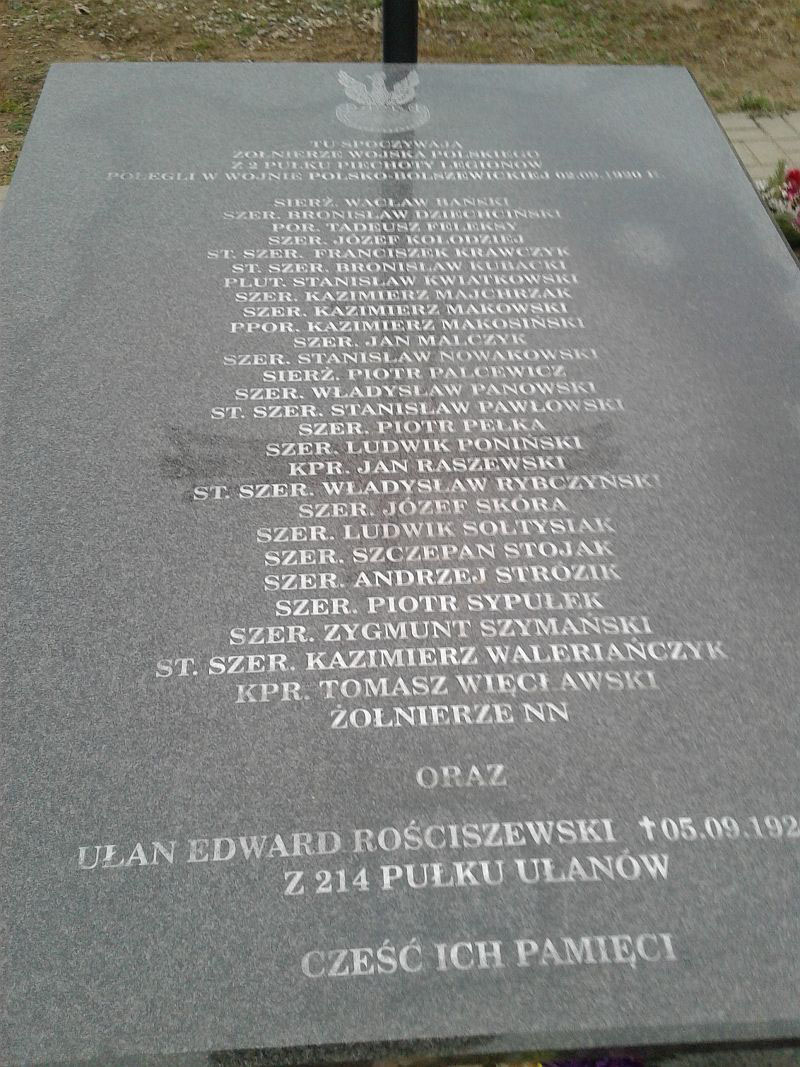 TU SPOCZYWAJĄ
ŻOŁNIERZE WOJSKA POLSKIEGO
Z 2 PUŁKU PIECHOTY LEGIONÓW
POLEGLI W WOJNIE POLSKO-BOLSZEWICKIEJ 02.09.1920 R.
SIERŻ. WACŁAW BAŃSKI
SZER. BRONISŁAW DZIECHCIŃSKI
POR. TADEUSZ FELEKSY
SZER. JÓZEF KOŁODZIEJ
ST. SZER. FRANCISZEK KRAWCZYK
ST. SZER. BRONISŁAW KUBACKI
PLUT. STANISŁAW KWIATKOWSKI
SZER. KAZIMIERZ MAJCHRZAK
SZER. KAZIMIERZ MAKOWSKI
PPOR. KAZIMIERZ MAKOSIŃSKI
SZER. JAN MALCZYK
SZER. STANISŁAW NOWAKOWSKI
SIERŻ. PIOTR PALCEWICZ
SZER. WŁADYSŁAW PANOWSKI
ST. SZER. STANISŁAW PAWŁOWSKI
SZER. PIOTR PEŁKA
SZER. LUDWIK PONIŃSKI
KPR. JAN RASZEWSKI
ST. SZER. WŁADYSŁAW RYBCZYŃSKI
SZER. JÓZEF SKÓRA
SZER. LUDWIK SOŁTYSIAK
SZER. SZCZEPAN STOJAK
SZER. ANDRZEJ STRÓZIK
SZER. PIOTR SYPUŁEK
SZER. ZYGMUNT SZYMAŃSKI
ST. SZER. KAZIMIERZ WALERIAŃCZYK
KPR. TOMASZ WIĘCŁAWSKI
ŻOŁNIERZE NN
ORAZ
UŁAN EDWARD ROŚCISZEWSKI ✝05.09.192
Z 214 PUŁKU UŁANÓW
CZEŚĆ ICH PAMIĘCI